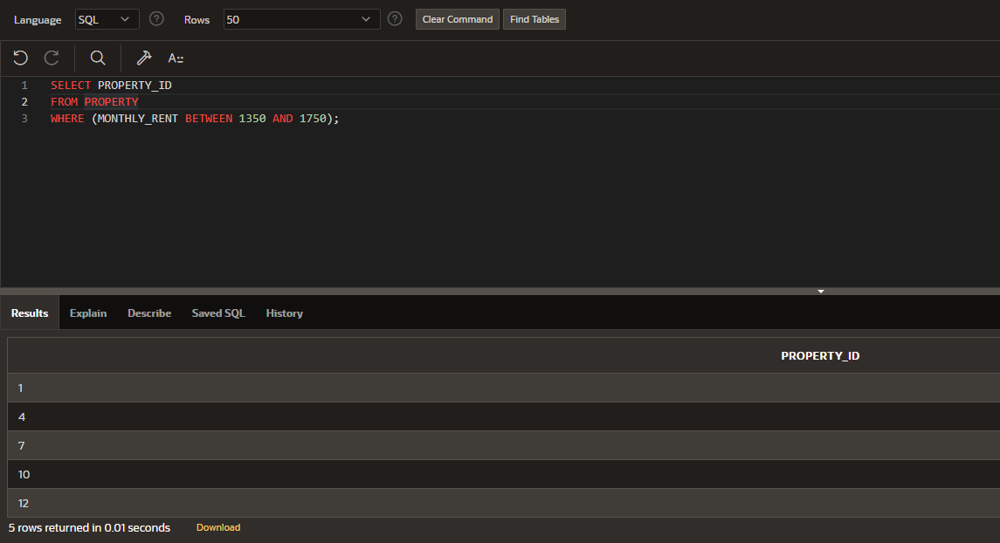 Language SQL ? Rows 50 ? Clear Command Find Tables
A::
1 SELECT PROPERTY_ID
2 FROM PROPERTY
3 WHERE (MONTHLY_RENT BETWEEN 1350 AND 1750);
Results Explain Describe Saved SQL History
PROPERTY_ID
1
4
7
10
12
5 rows returned in 0.01 seconds Download